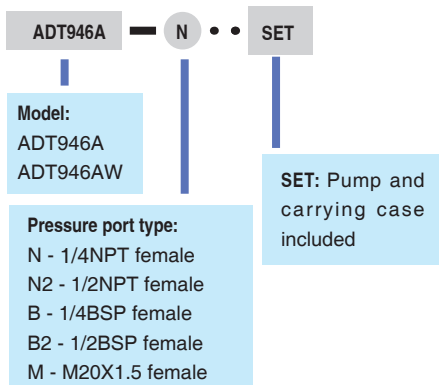 ADT946A — N • • SET
Model:
ADT946A
ADT946AW
SET: Pump and
carrying case
included
Pressure port type:
N - 1/4NPT female
N2 - 1/2NPT female
B - 1/4BSP female
B2 - 1/2BSP female
M - M20X1.5 female